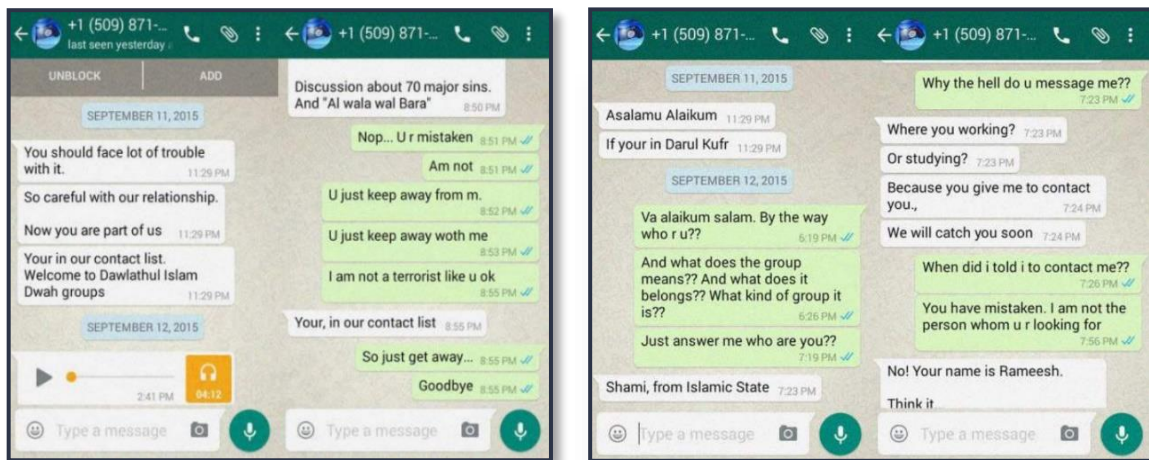 +1 (509) 871-...
last seen yesterday
UNBLOCK
ADD
SEPTEMBER 11, 2015
You should face lot of trouble
with it.
11:29 PM
So careful with our relationship.
Now you are part of us 11:29 PM
Your in our contact list.
Welcome to Dawlathul Islam
Dwah groups
11:29 PM
SEPTEMBER 12, 2015
2:41 PM
04:12
Type a message
+1 (509) 871-...
Discussion about 70 major sins.
And "Al wala wal Bara"
8:50 PM
Nop... U r mistaken 8:51 PM
Am not 8:51 PM
U just keep away from m.
8:52 PM
U just keep away woth me
8:53 PM
I am not a terrorist like u ok
8:55 PM
Your, in our contact list 8:55 PM
So just get away... 8:55 PM
Goodbye 8:55 PM
Type a message
+1 (509) 871-...
SEPTEMBER 11, 2015
Asalamu Alaikum 11:29 PM
If your in Darul Kufr 11:29 PM
SEPTEMBER 12, 2015
Va alaikum salam. By the way
who r u??
6:19 PM
And what does the group
means?? And what does it
belongs?? What kind of group it
is??
6:26 PM
Just answer me who are you??
7:19 PM
Shami, from Islamic State 7:23 PM
Type a message
+1 (509) 871-...
Why the hell do u message me??
7:23 PM
Where you working? 7:23 PM
Or studying? 7:23 PM
Because you give me to contact
you.,
7:24 PM
We will catch you soon 7:24 PM
When did i told i to contact me??
7:26 PM
You have mistaken. I am not the
person whom u r looking for
7:56 PM
No! Your name is Rameesh.
Think it...
Type a message